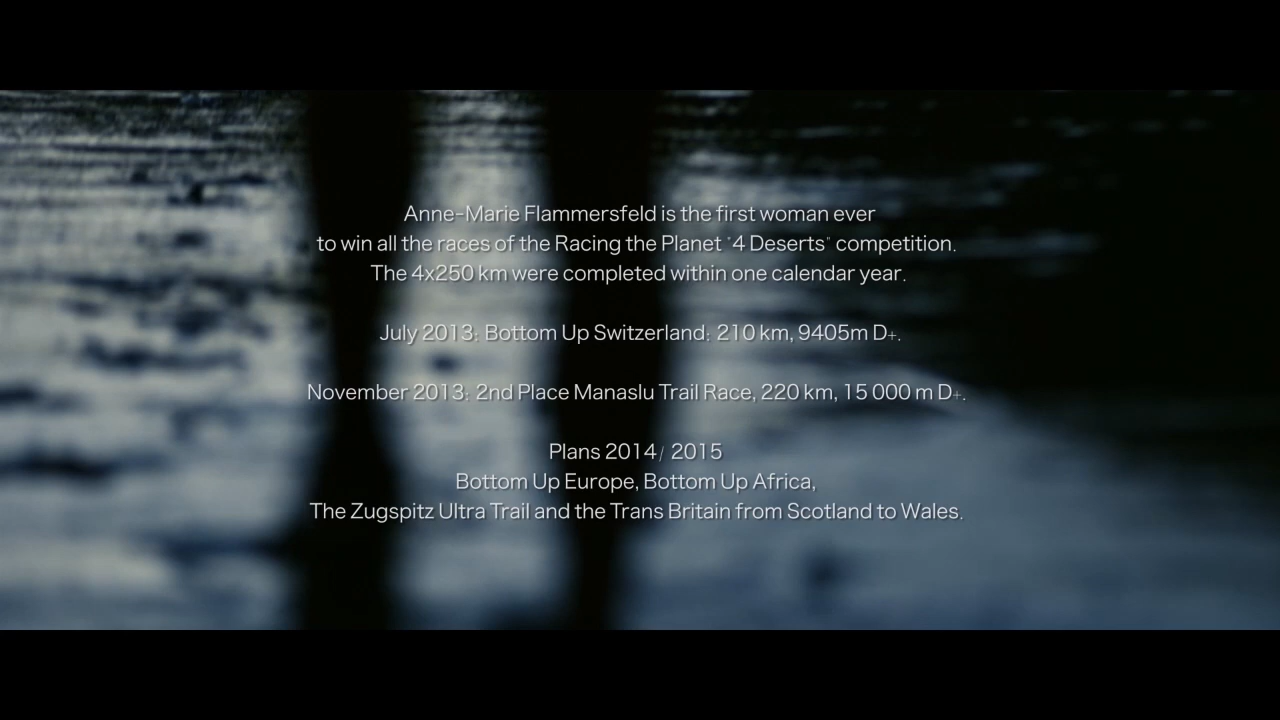 Anne-Marie Flammersfeld is the first woman ever
to win all the races of the Racing the Planet "4 Deserts" competition.
The 4x250 km were completed within one calendar year.
July 2013: Bottom Up Switzerland: 210 km, 9405m D+.
November 2013: 2nd Place Manaslu Trail Race, 220 km, 15 000 m D+.
Plans 2014/ 2015
Bottom Up Europe, Bottom Up Africa,
The Zugspitz Ultra Trail and the Trans Britain from Scotland to Wales.